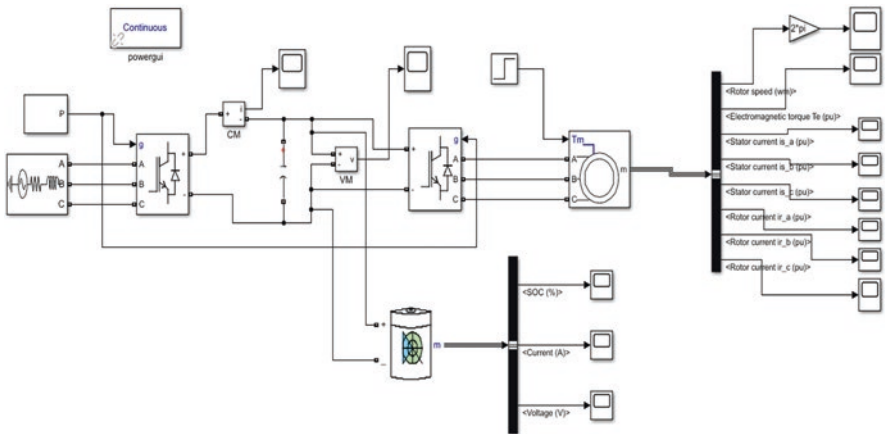 Continuous
powergui
2*pi
i
+
-
CM
P
g
A
B
C
A
B
C
+
-
+
-
v
VM
+
-
g
A
B
C
Tm
A
B
C
m
<Rotor speed (wm)>
<Electromagnetic torque Te (pu)>
<Stator current is_a (pu)>
<Stator current is_b (pu)>
<Stator current is_c (pu)>
<Rotor current ir_a (pu)>
<Rotor current ir_b (pu)>
<Rotor current ir_c (pu)>
+
_
m
<SOC (%)>
<Current (A)>
<Voltage (V)>